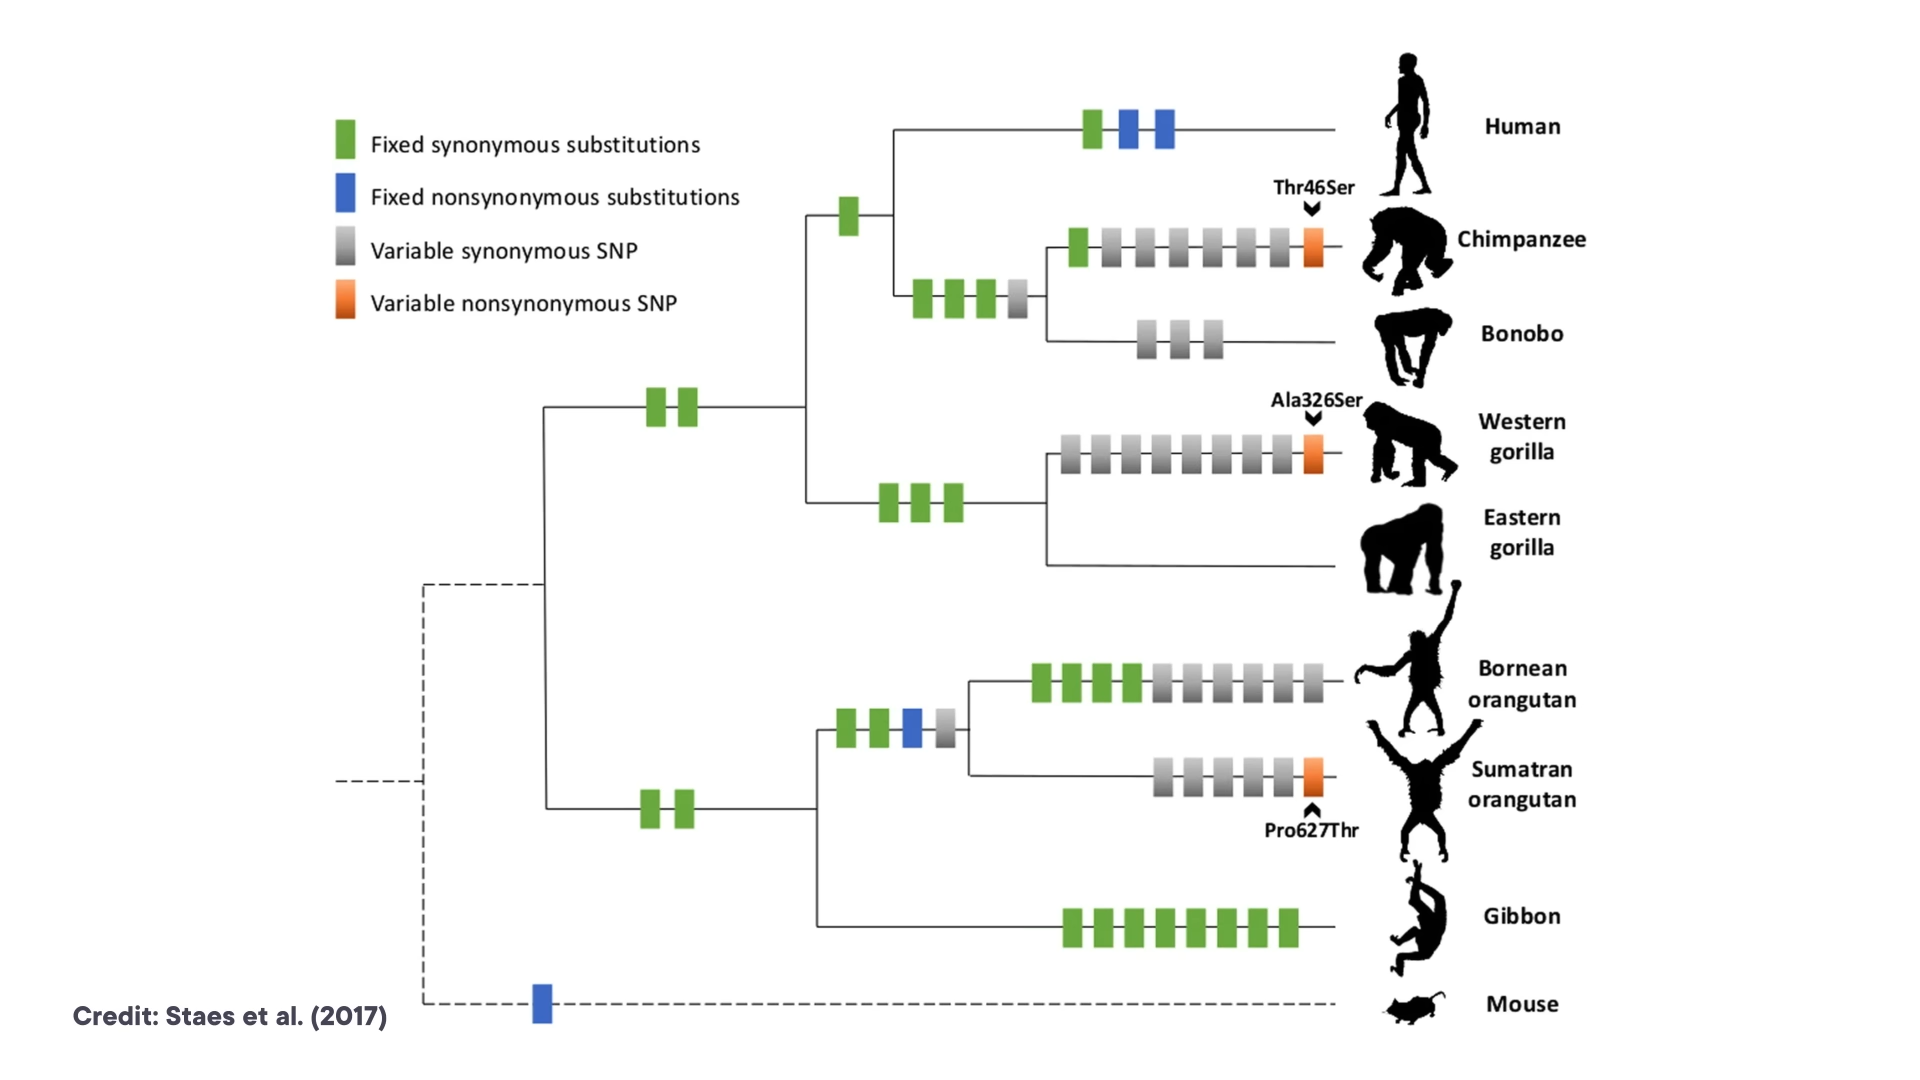 Fixed synonymous substitutions
Fixed nonsynonymous substitutions
Variable synonymous SNP
Variable nonsynonymous SNP
Human
Thr46Ser
Chimpanzee
Bonobo
Ala326Ser
Western
gorilla
Eastern
gorilla
Bornean
orangutan
Sumatran
orangutan
Pro627Thr
Gibbon
Mouse
Credit: Staes et al. (2017)